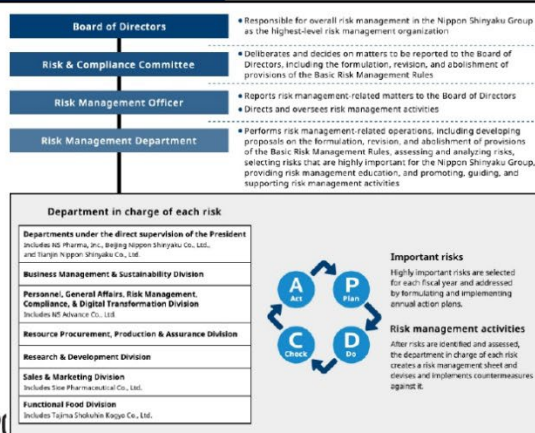 Board of Directors
• Responsible for overall risk management in the Nippon Shinyaku Group
as the highest-level risk management organization
Risk & Compliance Committee
• Deliberates and decides on matters to be reported to the Board of
Directors, including the formulation, revision, and abolishment of
provisions of the Basic Risk Management Rules
Risk Management Officer
• Reports risk management-related matters to the Board of Directors
• Directs and oversees risk management activities
Risk Management Department
• Performs risk management-related operations, including developing
proposals on the formulation, revision, and abolishment of provisions
of the Basic Risk Management Rules, assessing and analyzing risks,
selecting risks that are highly important for the Nippon Shinyaku Group,
providing risk management education, and promoting, guiding, and
supporting risk management activities
Department in charge of each risk
Departments under the direct supervision of the President
Includes NS Pharma, Inc., Beijing Nippon Shinyaku Co., Ltd.,
and Tianjin Nippon Shinyaku Co., Ltd.
Business Management & Sustainability Division
Personnel, General Affairs, Risk Management,
Compliance, & Digital Transformation Division
Includes NS Advance Co., Ltd.
Resource Procurement, Production & Assurance Division
Research & Development Division
Sales & Marketing Division
Includes Sioe Pharmaceutical Co., Ltd.
Functional Food Division
Includes Tajima Shokuhin Kogyo Co., Ltd.
A
Act
P
Plan
C
Check
D
Do
Important risks
Highly important risks are selected
for each fiscal year and addressed
by formulating and implementing
annual action plans.
Risk management activities
After risks are identified and assessed,
the department in charge of each risk
creates a risk management sheet and
devises and implements countermeasures
against it.